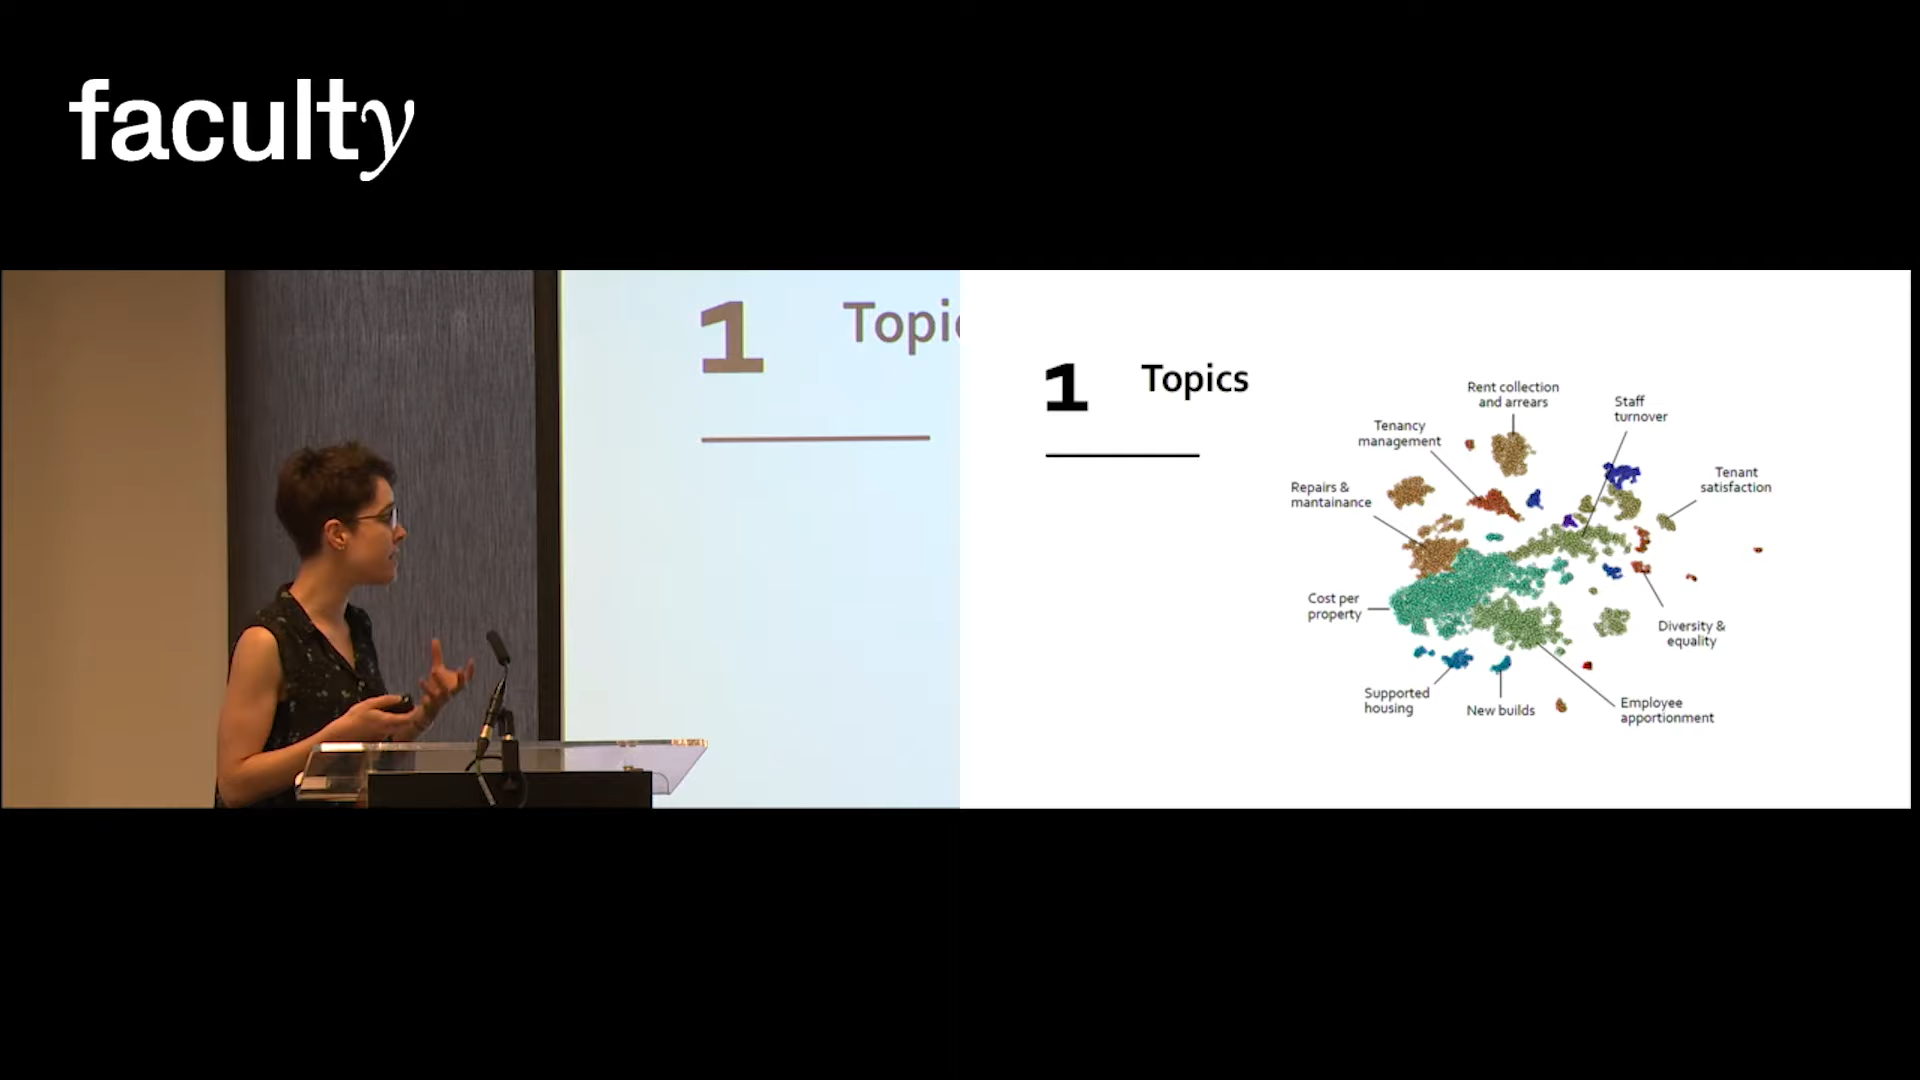 faculty
1 Topic
1 Topics
Rent collection
and arrears
Staff
turnover
Tenancy
management
Tenant
satisfaction
Repairs &
mantainance
Cost per
property
Diversity &
equality
Supported
housing
New builds
Employee
apportionment